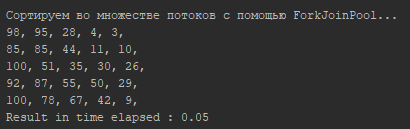 Сортируем во множестве потоков с помощью ForkJoinPool...
98, 95, 28, 4, 3,
85, 85, 44, 11, 10,
100, 51, 35, 30, 26,
92, 87, 55, 50, 29,
100, 78, 67, 42, 9,
Result in time elapsed : 0.05